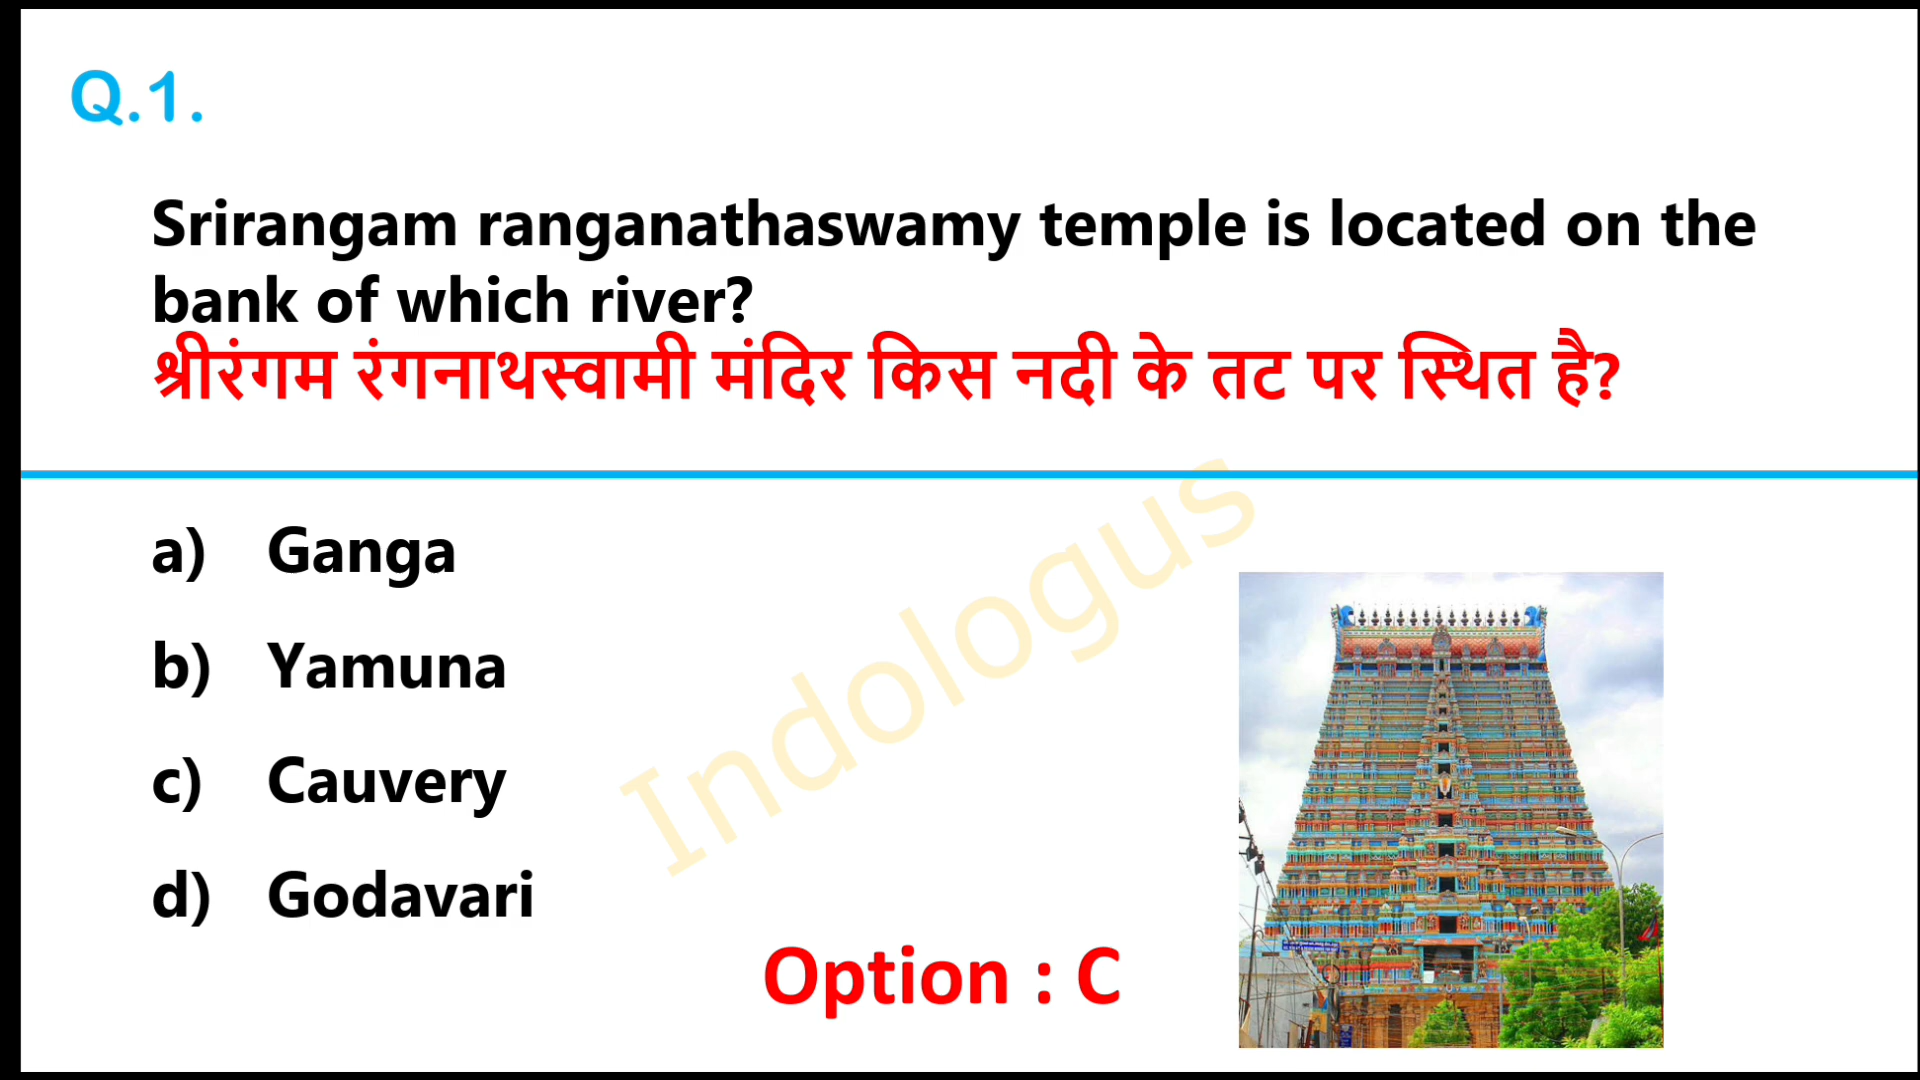 Q.1.
Srirangam ranganathaswamy temple is located on the
bank of which river?
श्रीरंगम रंगनाथस्वामी मंदिर किस नदी के तट पर स्थित है?
a) Ganga
b) Yamuna
c) Cauvery
d) Godavari
Indologus
Option : C